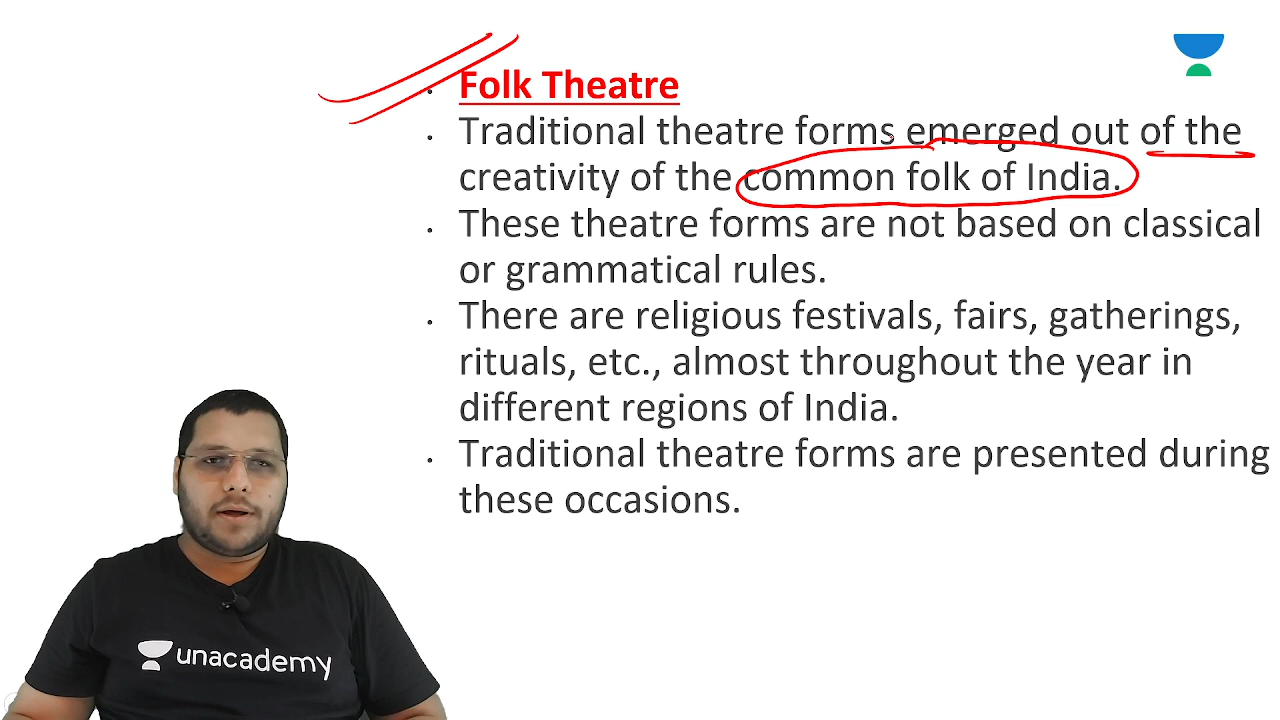 Folk Theatre
Traditional theatre forms emerged out of the
creativity of the common folk of India.
These theatre forms are not based on classical
or grammatical rules.
There are religious festivals, fairs, gatherings,
rituals, etc., almost throughout the year in
different regions of India.
Traditional theatre forms are presented during
these occasions.
unacademy